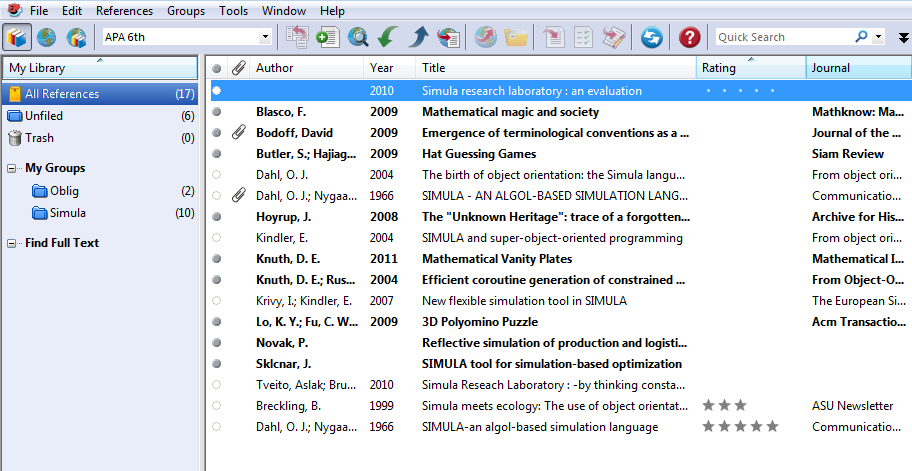 File Edit References Groups Tools Window Help
APA 6th Quick Search
My Library Author Year Title Rating Journal
All References (17) 2010 Simula research laboratory : an evaluation
Unfiled (6) Blasco, F. 2009 Mathematical magic and society Mathknow: Ma...
Trash (0) Bodoff, David 2009 Emergence of terminological conventions as a ... Journal of the ...
Butler, S.; Hajiag... 2009 Hat Guessing Games Siam Review
My Groups Dahl, O. J. 2004 The birth of object orientation: the Simula langu... From object ori...
Oblig (2) Dahl, O. J.; Nygaa... 1966 SIMULA - AN ALGOL-BASED SIMULATION LANG... Communicatio...
Simula (10) Hoyrup, J. 2008 The "Unknown Heritage": trace of a forgotten... Archive for His...
Find Full Text Kindler, E. 2004 SIMULA and super-object-oriented programming From object ori...
Knuth, D. E. 2011 Mathematical Vanity Plates Mathematical I...
Knuth, D. E.; Rus... 2004 Efficient coroutine generation of constrained ... From Object-O...
Krivy, I.; Kindler, E. 2007 New flexible simulation tool in SIMULA The European Si...
Lo, K. Y.; Fu, C. W... 2009 3D Polyomino Puzzle Acm Transactio...
Novak, P. Reflective simulation of production and logisti...
Sklcnar, J. SIMULA tool for simulation-based optimization
Tveito, Aslak; Bru... 2010 Simula Reseach Laboratory : -by thinking consta...
Breckling, B. 1999 Simula meets ecology: The use of object orientat... ASU Newsletter
Dahl, O. J.; Nygaa... 1966 SIMULA-an algol-based simulation language Communicatio...